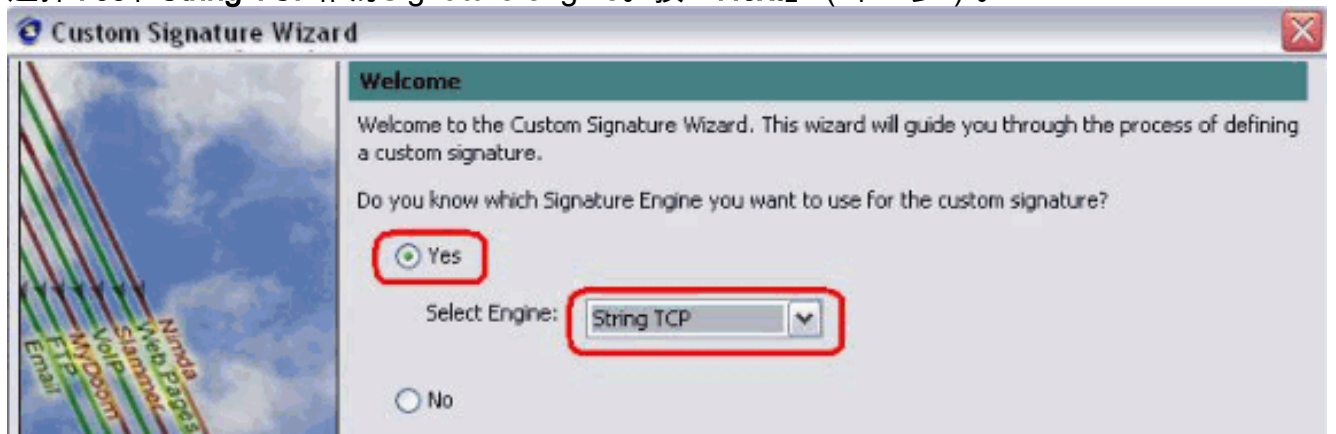 Custom Signature Wizard
Welcome
Welcome to the Custom Signature Wizard. This wizard will guide you through the process of defining
a custom signature.
Do you know which Signature Engine you want to use for the custom signature?
Yes
Select Engine: String TCP
No
Email
FTP
MyDoom
VoIP
Slammer
Web Pages
Nimda